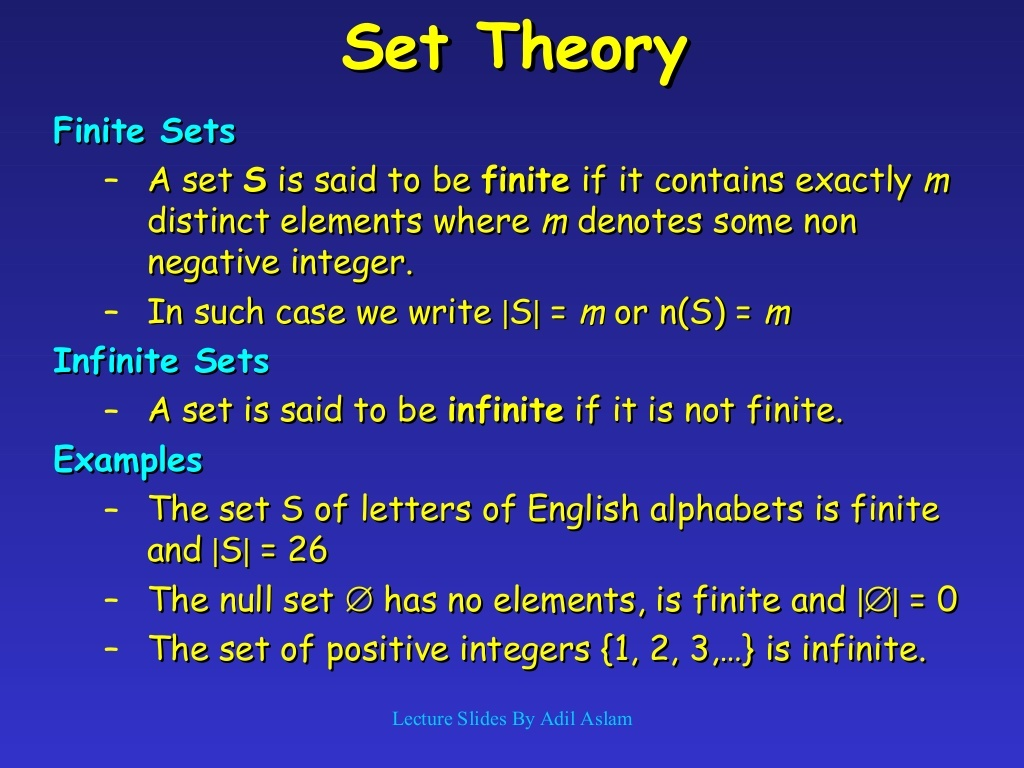 Set Theory
Finite Sets
– A set S is said to be finite if it contains exactly m
distinct elements where m denotes some non
negative integer.
– In such case we write |S| = m or n(S) = m
Infinite Sets
– A set is said to be infinite if it is not finite.
Examples
– The set S of letters of English alphabets is finite
and |S| = 26
– The null set ∅ has no elements, is finite and |∅| = 0
– The set of positive integers {1, 2, 3,…} is infinite.
Lecture Slides By Adil Aslam